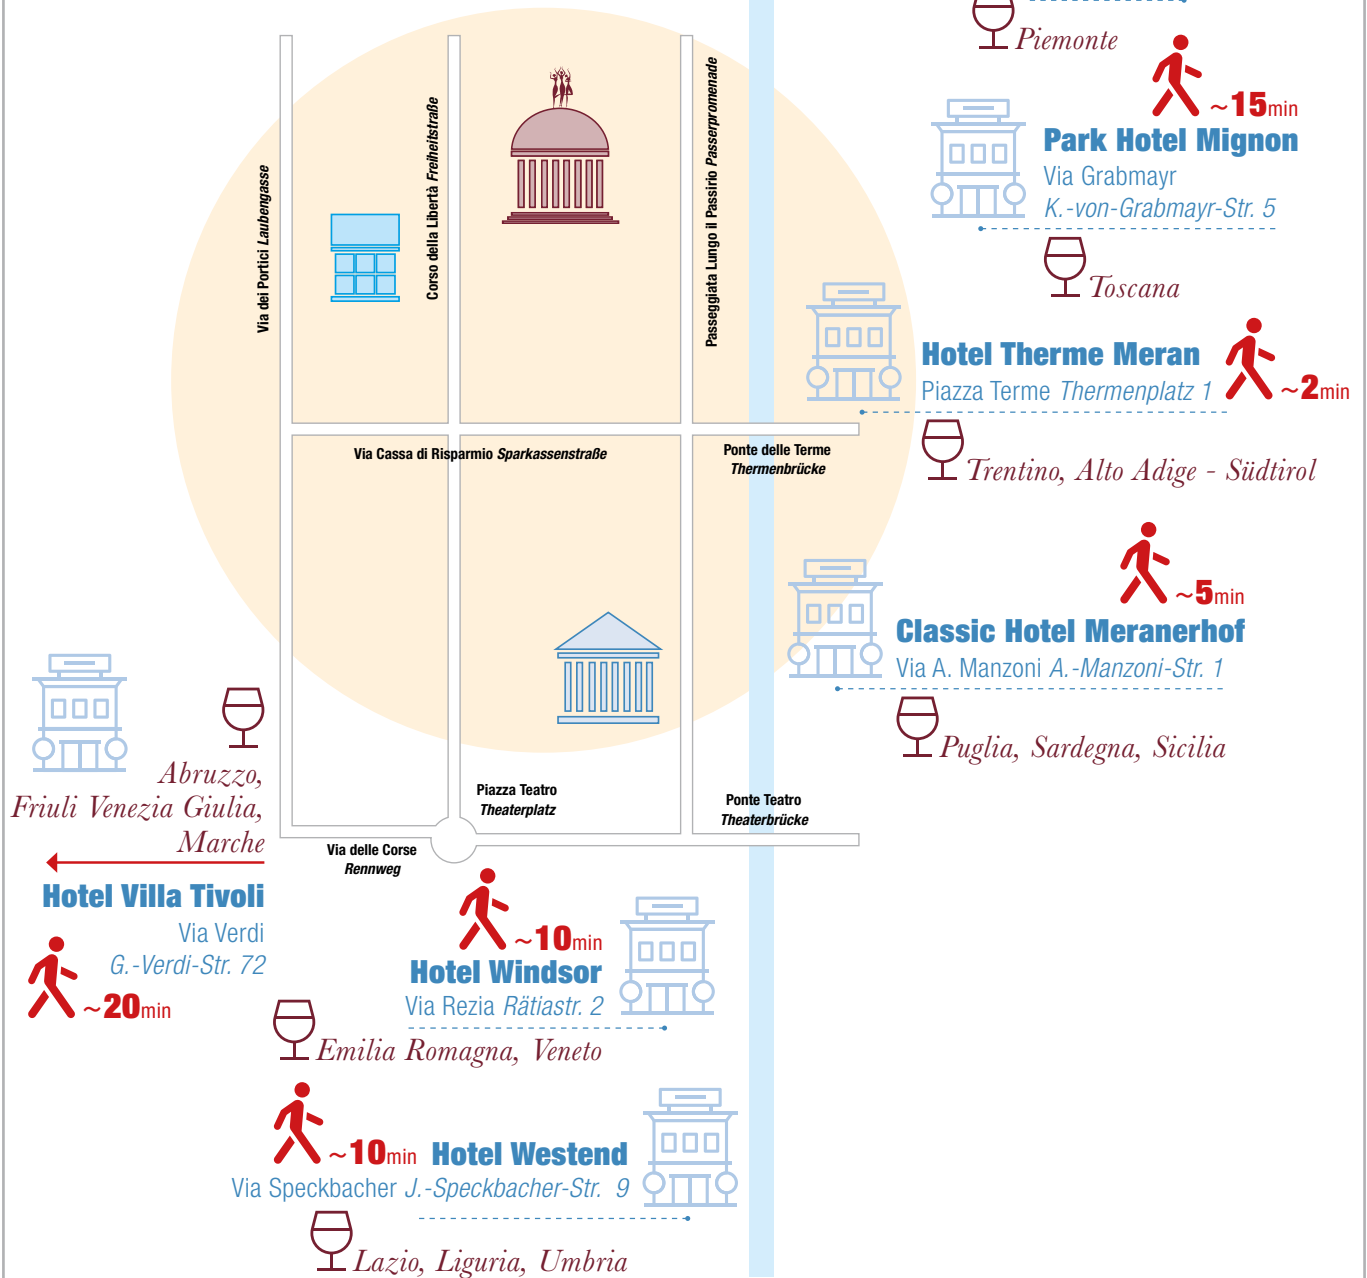 Piemonte
~15min
Park Hotel Mignon
Via Grabmayr
K.-von-Grabmayr-Str. 5
Toscana
Via dei Portici Laubengasse
Corso della Libertà Freiheitstraße
Passeggiata Lungo il Passirio Passerpromenade
Hotel Therme Meran
Piazza Terme Thermenplatz 1
~2min
Via Cassa di Risparmio Sparkassenstraße
Ponte delle Terme
Thermenbrücke
Trentino, Alto Adige - Südtirol
~5min
Classic Hotel Meranerhof
Via A. Manzoni A.-Manzoni-Str. 1
Puglia, Sardegna, Sicilia
Abruzzo,
Friuli Venezia Giulia,
Marche
Hotel Villa Tivoli
Via Verdi
G.-Verdi-Str. 72
~20min
Piazza Teatro
Theaterplatz
Ponte Teatro
Theaterbrücke
Via delle Corse
Rennweg
~10min
Hotel Windsor
Via Rezia Rätiastr. 2
Emilia Romagna, Veneto
~10min Hotel Westend
Via Speckbacher J.-Speckbacher-Str. 9
Lazio, Liguria, Umbria